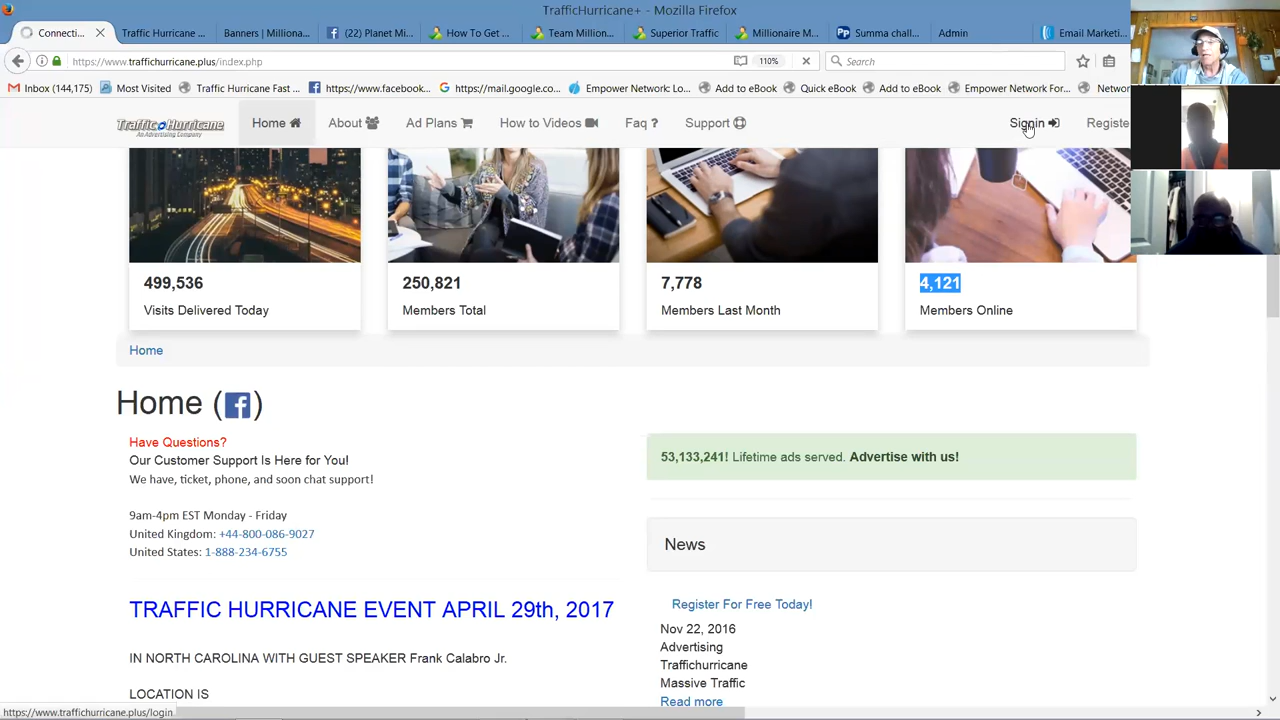 TrafficHurricane+ - Mozilla Firefox
Connecti...
Traffic Hurricane ...
Banners | Milliona...
(22) Planet Mi...
How To Get ...
Team Million...
Superior Traffic
Millionaire M...
Summa chall...
Admin
Email Marketi...
https://www.traffichurricane.plus/index.php
110%
Search
Inbox (144,175)
Most Visited
Traffic Hurricane Fast ...
https://www.facebook...
https://mail.google.co...
Empower Network: Lo...
Add to eBook
Quick eBook
Add to eBook
Empower Network For...
Netwo
Traffic Hurricane
An Advertising Company
Home
About
Ad Plans
How to Videos
Faq ?
Support
Signin
Registe
499,536
Visits Delivered Today
250,821
Members Total
7,778
Members Last Month
4,121
Members Online
Home
Home (f)
Have Questions?
Our Customer Support Is Here for You!
We have, ticket, phone, and soon chat support!
9am-4pm EST Monday - Friday
United Kingdom: +44-800-086-9027
United States: 1-888-234-6755
TRAFFIC HURRICANE EVENT APRIL 29th, 2017
IN NORTH CAROLINA WITH GUEST SPEAKER Frank Calabro Jr.
LOCATION IS
53,133,241! Lifetime ads served. Advertise with us!
News
Register For Free Today!
Nov 22, 2016
Advertising
Traffichurricane
Massive Traffic
Read more
https://www.traffichurricane.plus/login